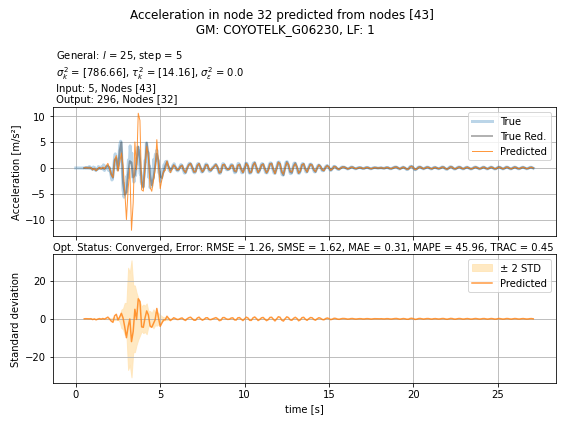 Acceleration in node 32 predicted from nodes [43]
GM: COYOTELK_G06230, LF: 1
General: l = 25, step = 5
σ²ₖ = [786.66], τ²ₖ = [14.16], σ²ε = 0.0
Input: 5, Nodes [43]
Output: 296, Nodes [32]
Acceleration [m/s²]
10
5
0
−5
−10
True
True Red.
Predicted
Opt. Status: Converged, Error: RMSE = 1.26, SMSE = 1.62, MAE = 0.31, MAPE = 45.96, TRAC = 0.45
Standard deviation
20
0
−20
± 2 STD
Predicted
0 5 10 15 20 25
time [s]